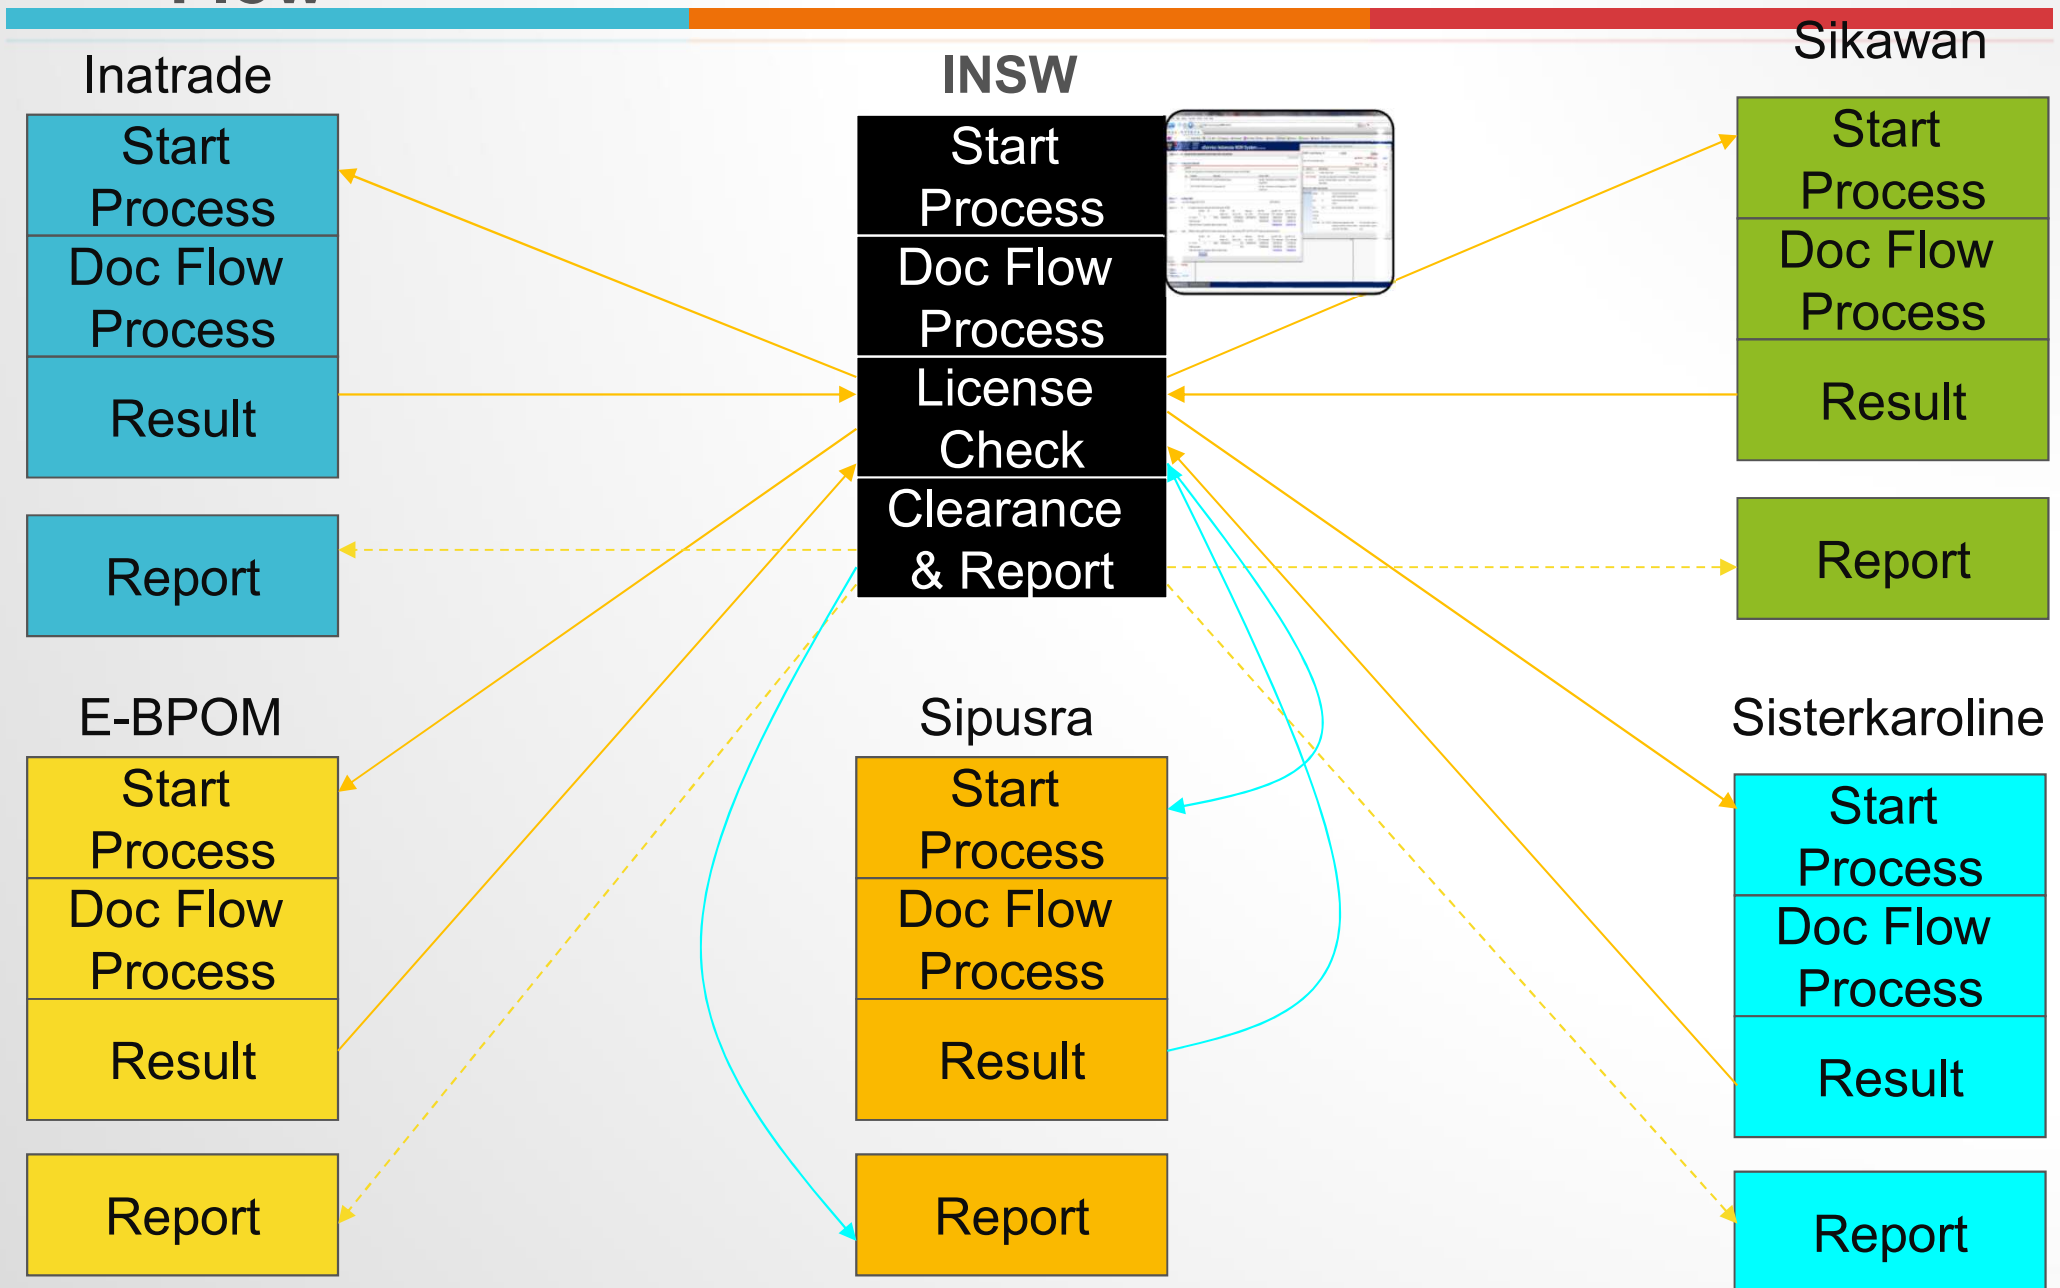 Flow
Inatrade
Start
Process
Doc Flow
Process
Result
Report
INSW
Start
Process
Doc Flow
Process
License
Check
Clearance
& Report
Sikawan
Start
Process
Doc Flow
Process
Result
Report
E-BPOM
Start
Process
Doc Flow
Process
Result
Report
Sipusra
Start
Process
Doc Flow
Process
Result
Report
Sisterkaroline
Start
Process
Doc Flow
Process
Result
Report